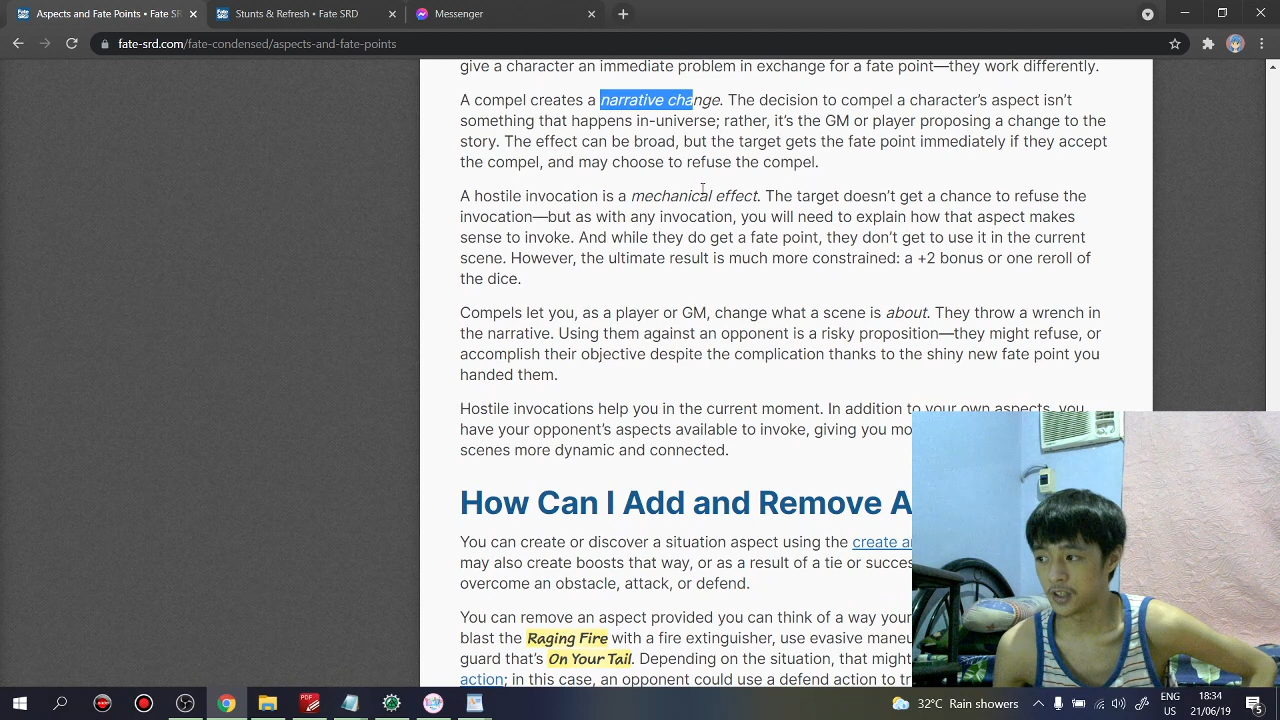 Aspects and Fate Points • Fate SR
Stunts & Refresh • Fate SRD
Messenger
fate-srd.com/fate-condensed/aspects-and-fate-points
give a character an immediate problem in exchange for a fate point—they work differently.
A compel creates a narrative change. The decision to compel a character's aspect isn't
something that happens in-universe; rather, it's the GM or player proposing a change to the
story. The effect can be broad, but the target gets the fate point immediately if they accept
the compel, and may choose to refuse the compel.
A hostile invocation is a mechanical effect. The target doesn't get a chance to refuse the
invocation—but as with any invocation, you will need to explain how that aspect makes
sense to invoke. And while they do get a fate point, they don't get to use it in the current
scene. However, the ultimate result is much more constrained: a +2 bonus or one reroll of
the dice.
Compels let you, as a player or GM, change what a scene is about. They throw a wrench in
the narrative. Using them against an opponent is a risky proposition—they might refuse, or
accomplish their objective despite the complication thanks to the shiny new fate point you
handed them.
Hostile invocations help you in the current moment. In addition to your own aspects, you
have your opponent's aspects available to invoke, giving you mo
scenes more dynamic and connected.
How Can I Add and Remove A
You can create or discover a situation aspect using the create a
may also create boosts that way, or as a result of a tie or succe
overcome an obstacle, attack, or defend.
You can remove an aspect provided you can think of a way your
blast the Raging Fire with a fire extinguisher, use evasive maneu
guard that's On Your Tail. Depending on the situation, that might
action; in this case, an opponent could use a defend action to tr
32°C Rain showers
ENG
US
18:34
21/06/19
5